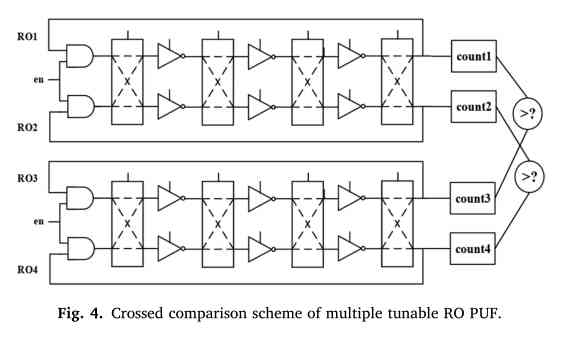 RO1
count1
en
count2
>?
RO2
RO3
>?
count3
en
count4
RO4
Fig. 4. Crossed comparison scheme of multiple tunable RO PUF.